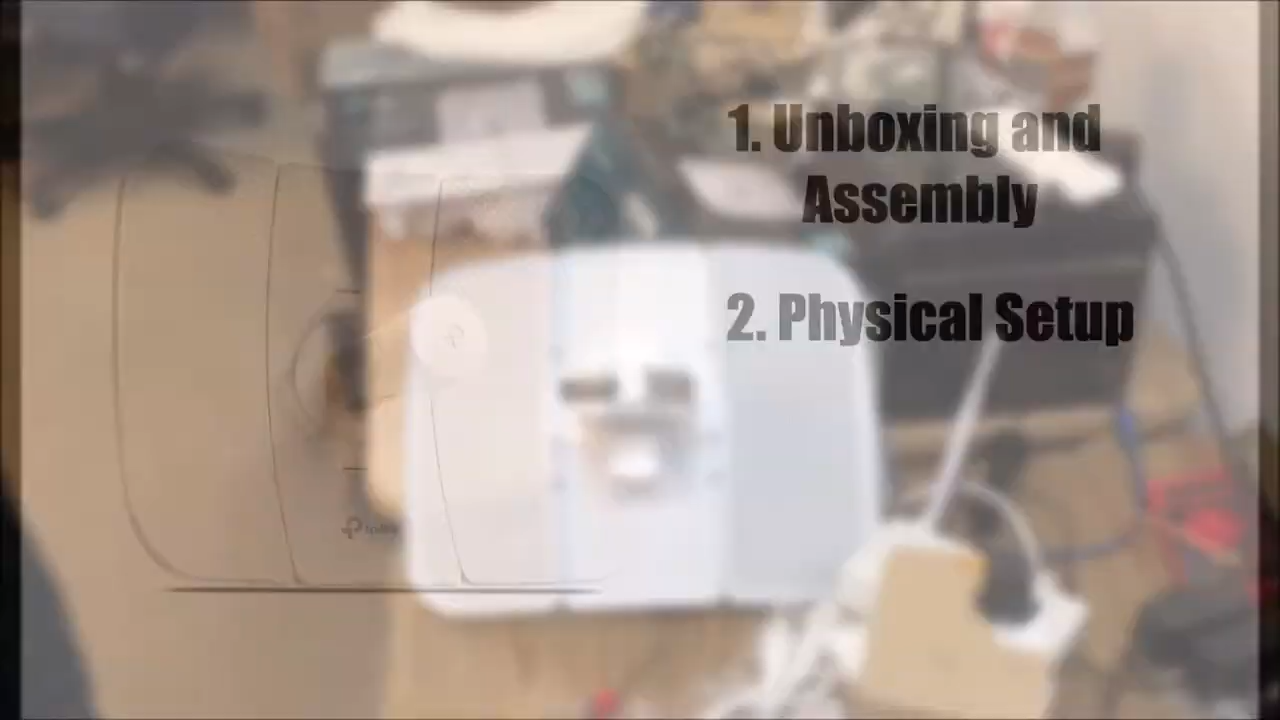 1. Unboxing and
Assembly
2. Physical Setup